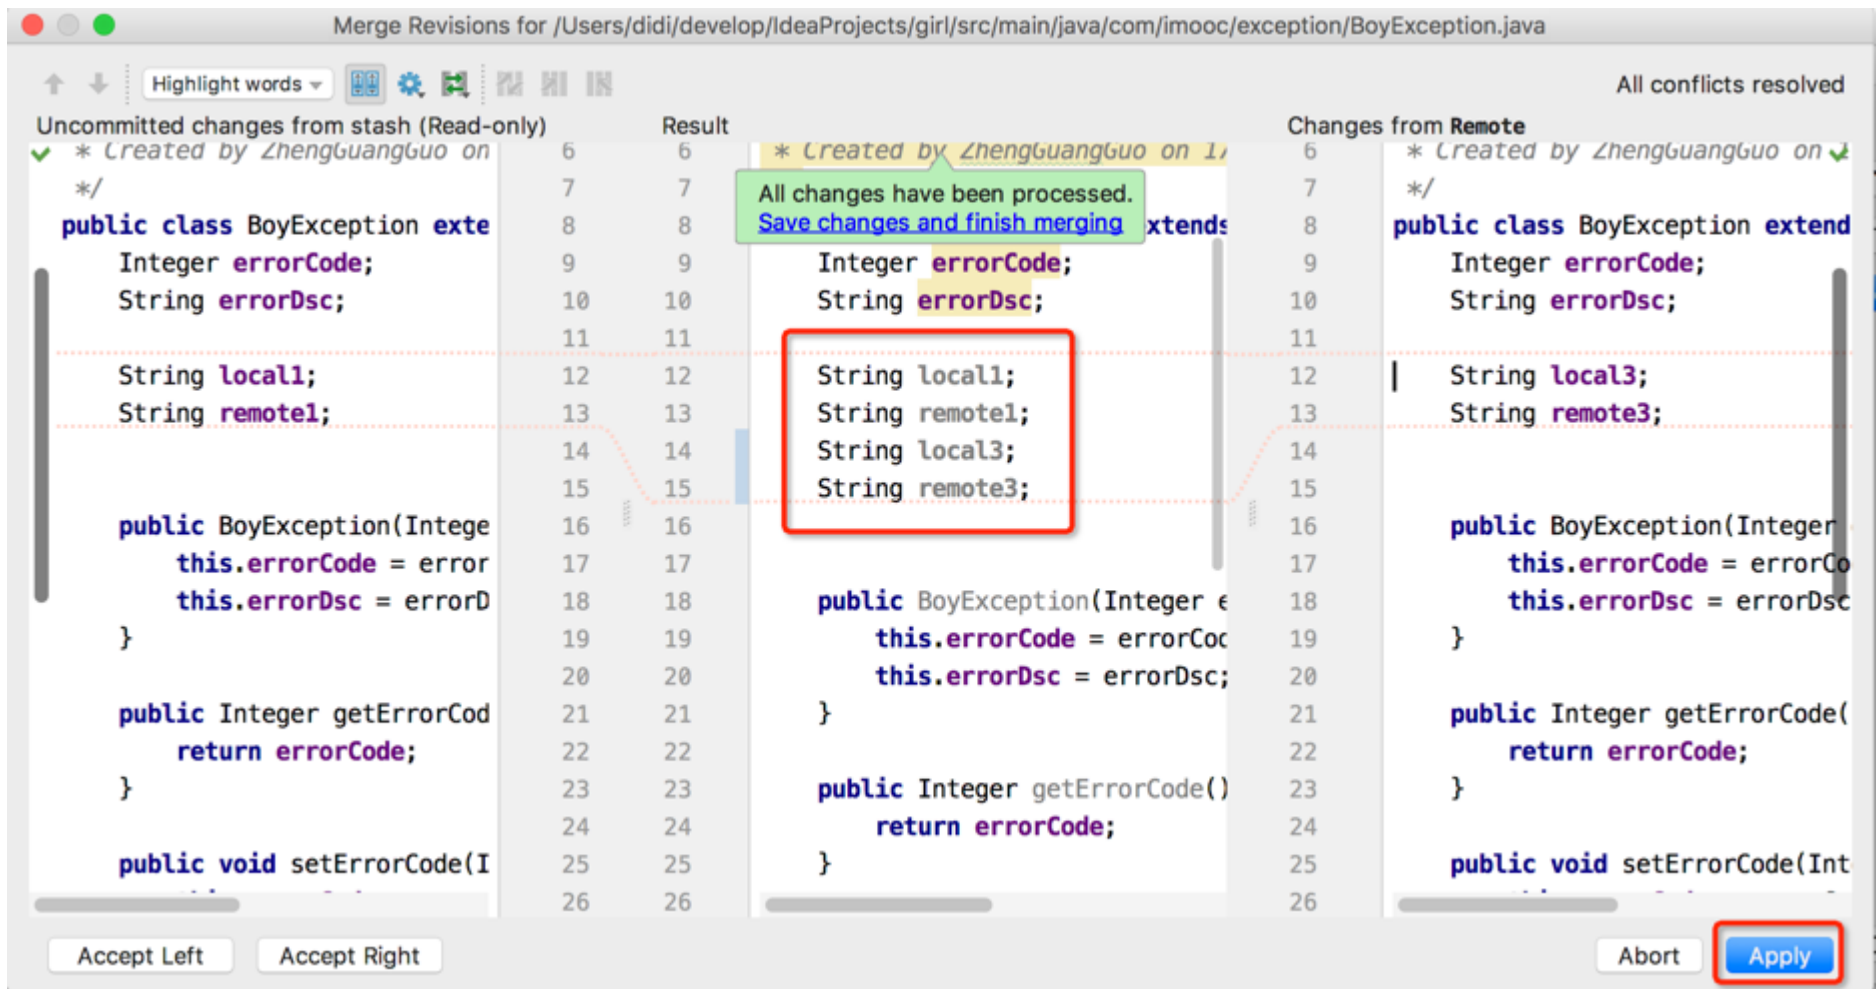 Merge Revisions for /Users/didi/develop/IdeaProjects/girl/src/main/java/com/imooc/exception/BoyException.java
Highlight words
All conflicts resolved
Uncommitted changes from stash (Read-only)
Result
Changes from Remote
* Created by ZhengGuangGuo on
*/
public class BoyException exte
Integer errorCode;
String errorDsc;
String local1;
String remote1;
public BoyException(Intege
this.errorCode = error
this.errorDsc = errorD
}
public Integer getErrorCod
return errorCode;
}
public void setErrorCode(I
6 6
7 7
8 8
9 9
10 10
11 11
12 12
13 13
14 14
15 15
16 16
17 17
18 18
19 19
20 20
21 21
22 22
23 23
24 24
25 25
26 26
* Created by ZhengGuangGuo on 17
All changes have been processed.
Save changes and finish merging
xtends
Integer errorCode;
String errorDsc;
String local1;
String remote1;
String local3;
String remote3;
public BoyException(Integer e
this.errorCode = errorCod
this.errorDsc = errorDsc;
}
public Integer getErrorCode()
return errorCode;
}
6
7
8
9
10
11
12
13
14
15
16
17
18
19
20
21
22
23
24
25
26
* Created by ZhengGuangGuo on
*/
public class BoyException extend
Integer errorCode;
String errorDsc;
String local3;
String remote3;
public BoyException(Integer
this.errorCode = errorCo
this.errorDsc = errorDsc
}
public Integer getErrorCode(
return errorCode;
}
public void setErrorCode(Int
Accept Left
Accept Right
Abort
Apply